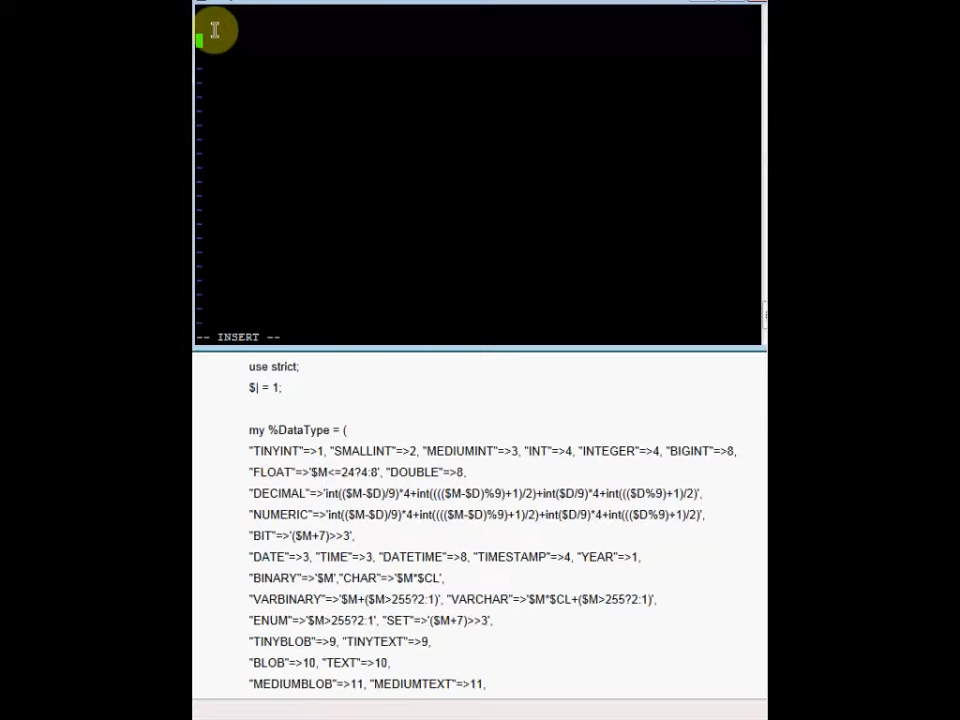 -- INSERT --
use strict;
$| = 1;
my %DataType = (
"TINYINT"=>1, "SMALLINT"=>2, "MEDIUMINT"=>3, "INT"=>4, "INTEGER"=>4, "BIGINT"=>8,
"FLOAT"=>'$M<=24?4:8', "DOUBLE"=>8,
"DECIMAL"=>'int(($M-$D)/9)*4+int(((($M-$D)%9)+1)/2)+int($D/9)*4+int((($D%9)+1)/2)',
"NUMERIC"=>'int(($M-$D)/9)*4+int(((($M-$D)%9)+1)/2)+int($D/9)*4+int((($D%9)+1)/2)',
"BIT"=>'($M+7)>>3',
"DATE"=>3, "TIME"=>3, "DATETIME"=>8, "TIMESTAMP"=>4, "YEAR"=>1,
"BINARY"=>'$M',"CHAR"=>'$M*$CL',
"VARBINARY"=>'$M+($M>255?2:1)', "VARCHAR"=>'$M*$CL+($M>255?2:1)',
"ENUM"=>'$M>255?2:1', "SET"=>'($M+7)>>3',
"TINYBLOB"=>9, "TINYTEXT"=>9,
"BLOB"=>10, "TEXT"=>10,
"MEDIUMBLOB"=>11, "MEDIUMTEXT"=>11,